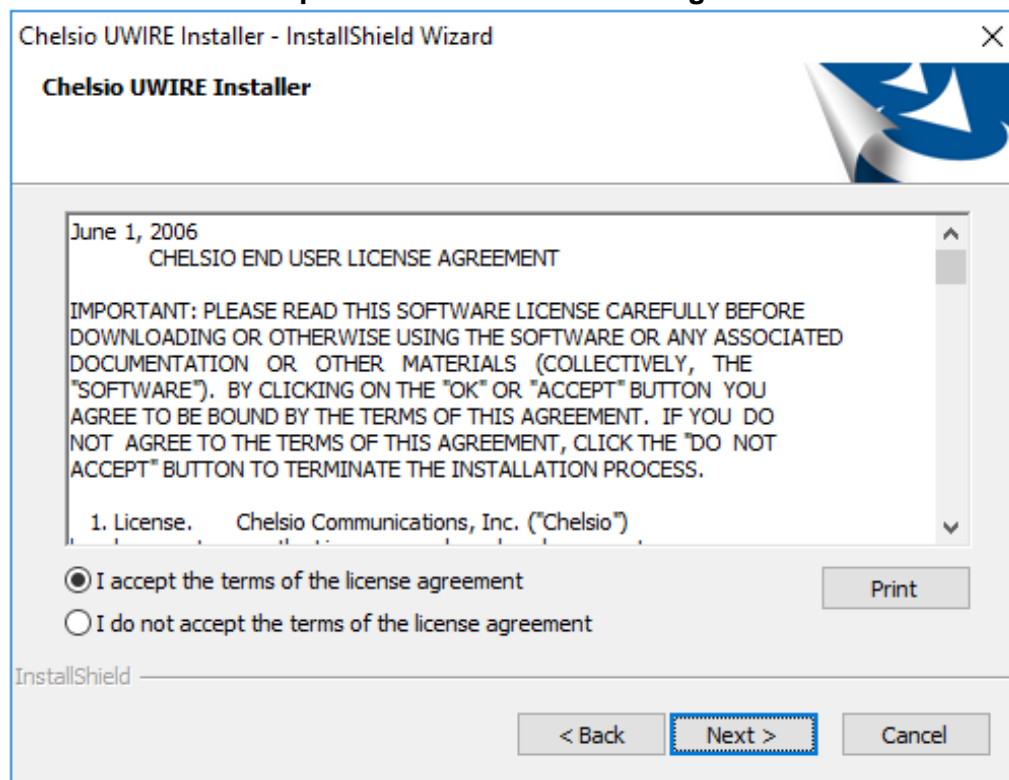 Chelsio UWIRE Installer - InstallShield Wizard
Chelsio UWIRE Installer
June 1, 2006
CHELSIO END USER LICENSE AGREEMENT
IMPORTANT: PLEASE READ THIS SOFTWARE LICENSE CAREFULLY BEFORE
DOWNLOADING OR OTHERWISE USING THE SOFTWARE OR ANY ASSOCIATED
DOCUMENTATION OR OTHER MATERIALS (COLLECTIVELY, THE
"SOFTWARE"). BY CLICKING ON THE "OK" OR "ACCEPT" BUTTON YOU
AGREE TO BE BOUND BY THE TERMS OF THIS AGREEMENT. IF YOU DO
NOT AGREE TO THE TERMS OF THIS AGREEMENT, CLICK THE "DO NOT
ACCEPT" BUTTON TO TERMINATE THE INSTALLATION PROCESS.
1. License. Chelsio Communications, Inc. ("Chelsio")
I accept the terms of the license agreement
Print
I do not accept the terms of the license agreement
InstallShield
< Back Next > Cancel